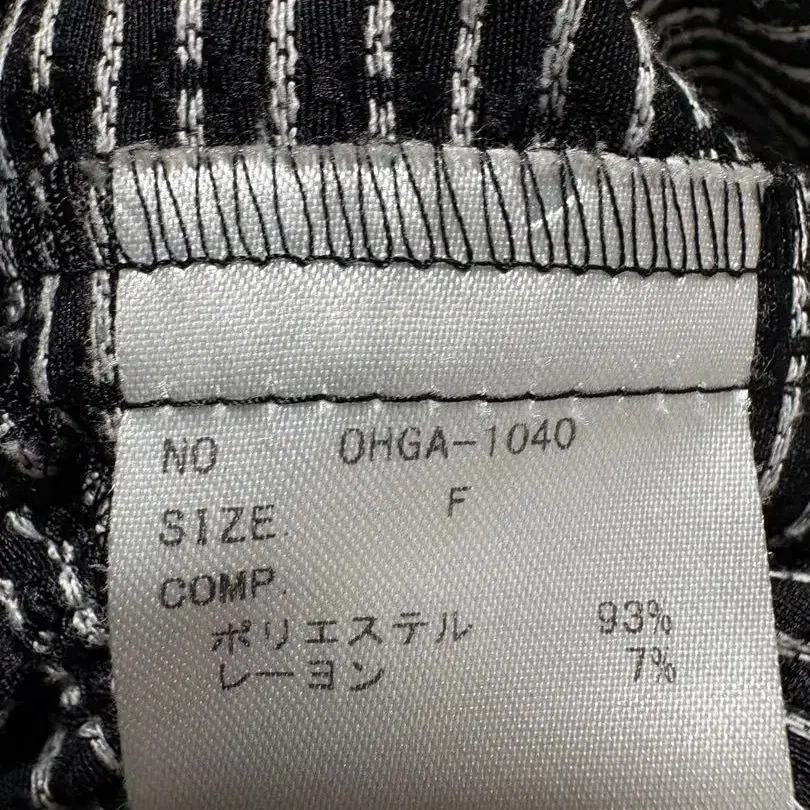 NO OHGA-1040
SIZE. F
COMP.
ポリエステル 93%
レーヨン 7%